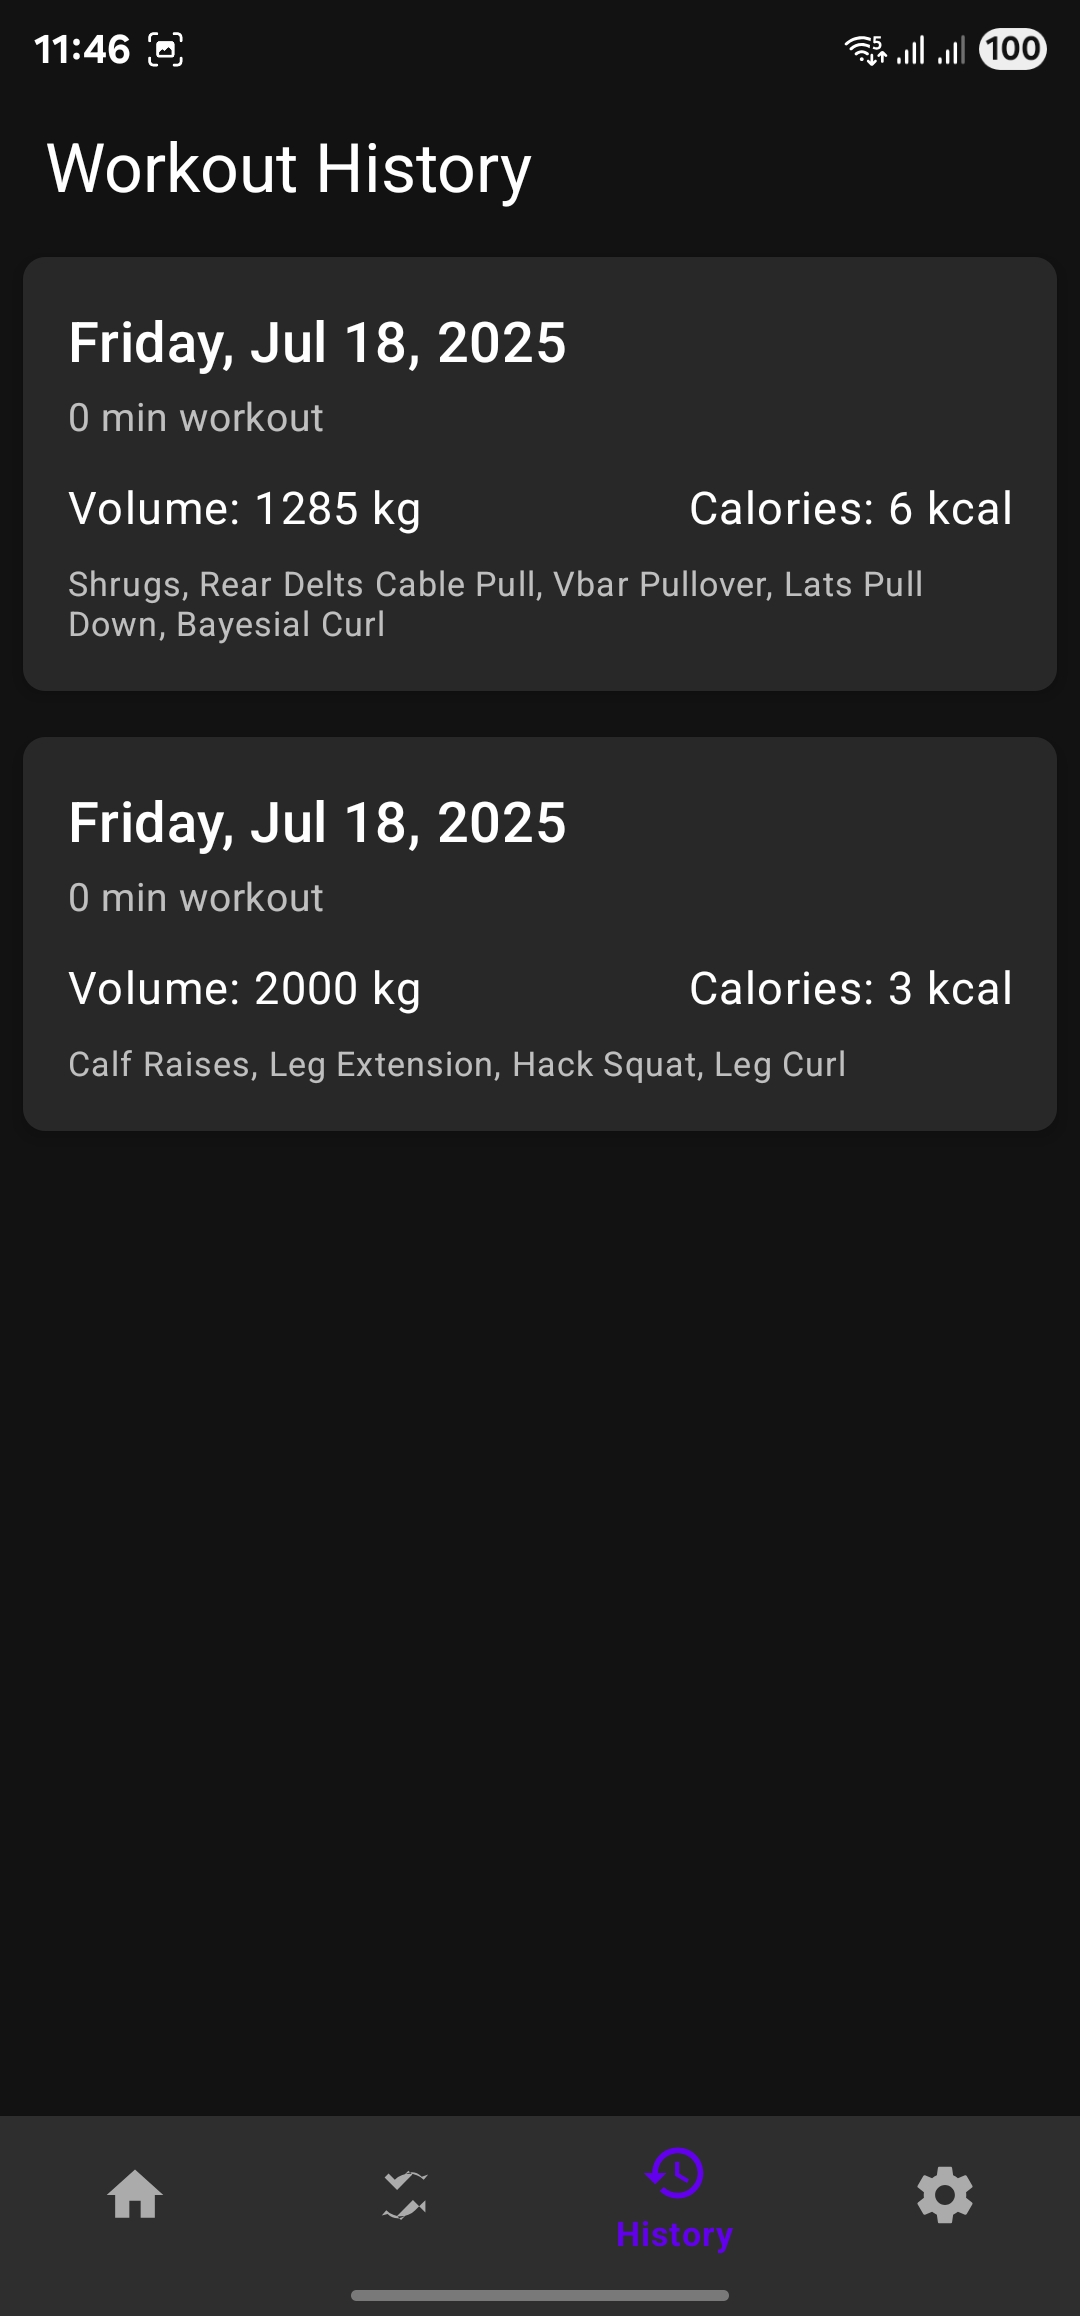 11:46
5
100
Workout History
Friday, Jul 18, 2025
0 min workout
Volume: 1285 kg
Calories: 6 kcal
Shrugs, Rear Delts Cable Pull, Vbar Pullover, Lats Pull
Down, Bayesial Curl
Friday, Jul 18, 2025
0 min workout
Volume: 2000 kg
Calories: 3 kcal
Calf Raises, Leg Extension, Hack Squat, Leg Curl
History